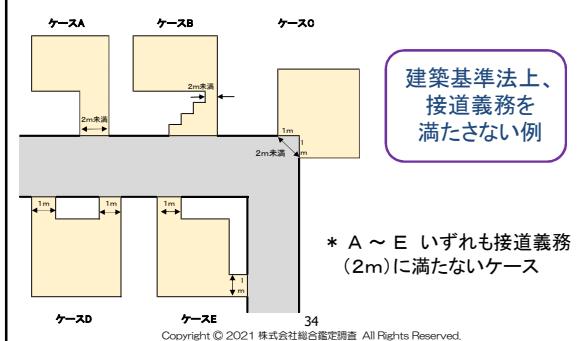 ケースA
ケースB
ケースC
2m未満
2m未満
1m
1
m
2m未満
建築基準法上、
接道義務を
満たさない例
1m
1m
1m
1
m
* A ~ E いずれも接道義務
(2m)に満たないケース
ケースD
ケースE
34
Copyright © 2021 株式会社総合鑑定調査 All Rights Reserved.